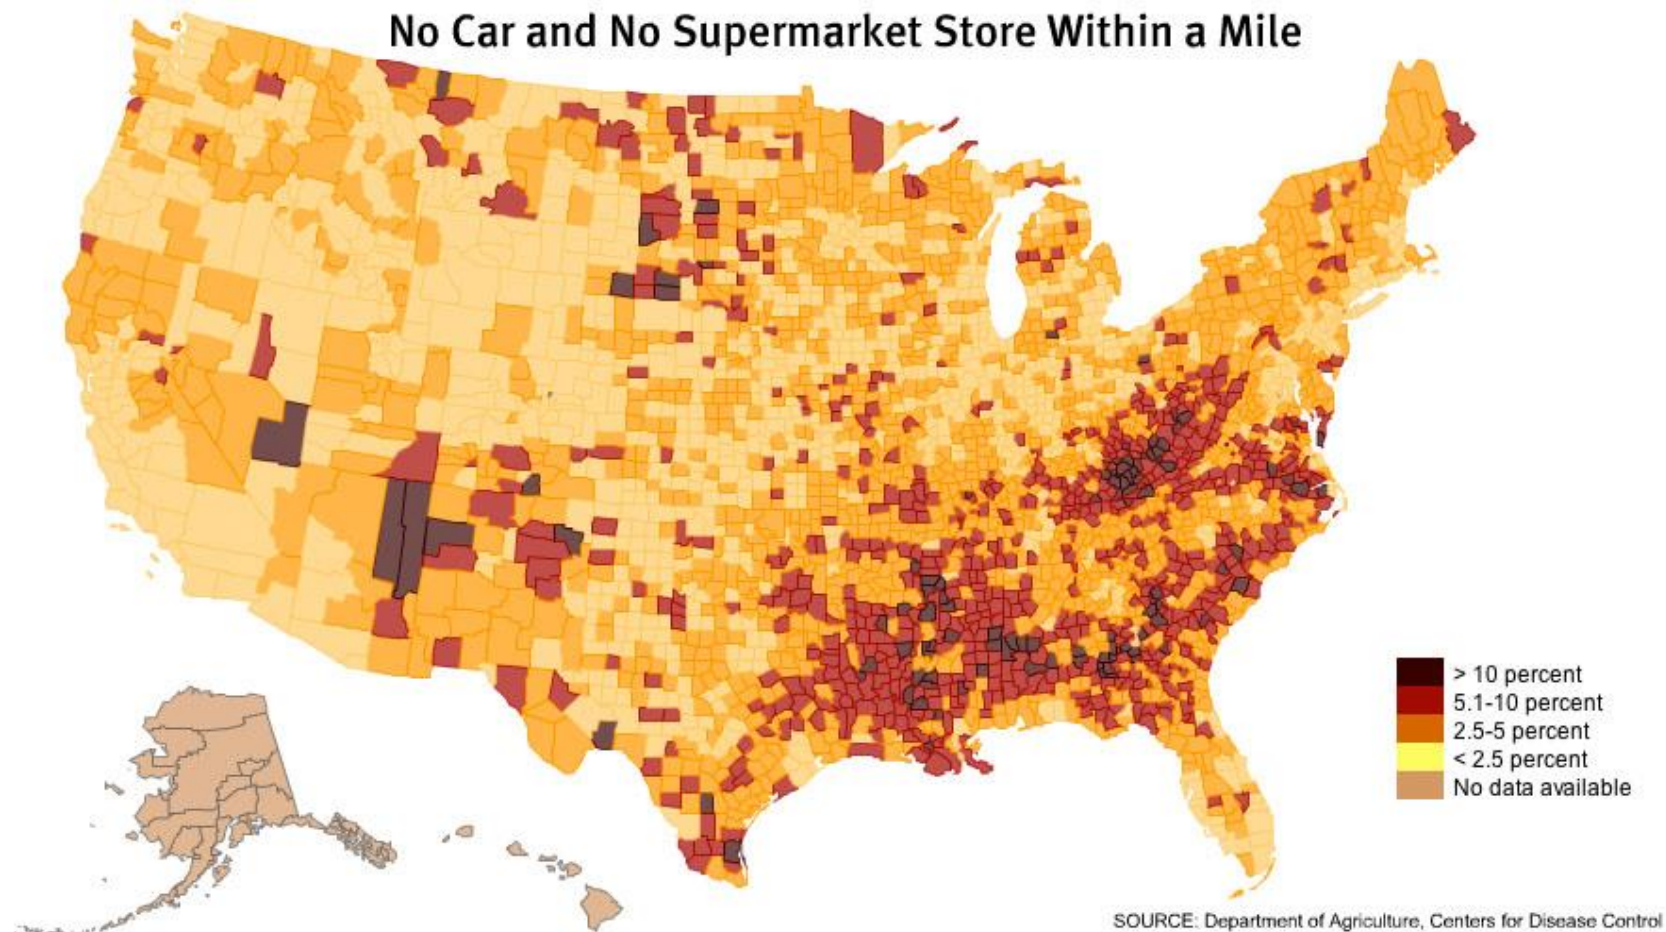 No Car and No Supermarket Store Within a Mile
> 10 percent
5.1-10 percent
2.5-5 percent
< 2.5 percent
No data available
SOURCE: Department of Agriculture, Centers for Disease Control